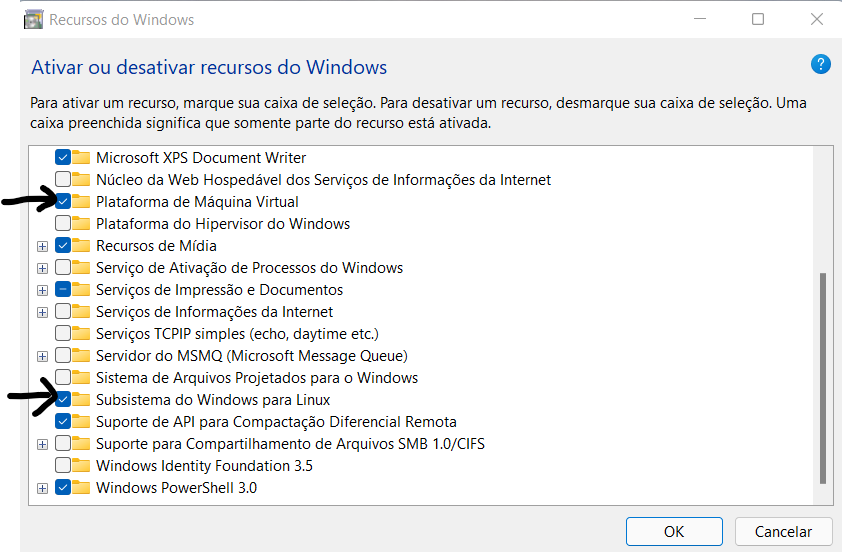 Recursos do Windows
Ativar ou desativar recursos do Windows
?
Para ativar um recurso, marque sua caixa de seleção. Para desativar um recurso, desmarque sua caixa de seleção. Uma
caixa preenchida significa que somente parte do recurso está ativada.
Microsoft XPS Document Writer
Núcleo da Web Hospedável dos Serviços de Informações da Internet
Plataforma de Máquina Virtual
Plataforma do Hipervisor do Windows
Recursos de Mídia
Serviço de Ativação de Processos do Windows
Serviços de Impressão e Documentos
Serviços de Informações da Internet
Serviços TCPIP simples (echo, daytime etc.)
Servidor do MSMQ (Microsoft Message Queue)
Sistema de Arquivos Projetados para o Windows
Subsistema do Windows para Linux
Suporte de API para Compactação Diferencial Remota
Suporte para Compartilhamento de Arquivos SMB 1.0/CIFS
Windows Identity Foundation 3.5
Windows PowerShell 3.0
OK
Cancelar